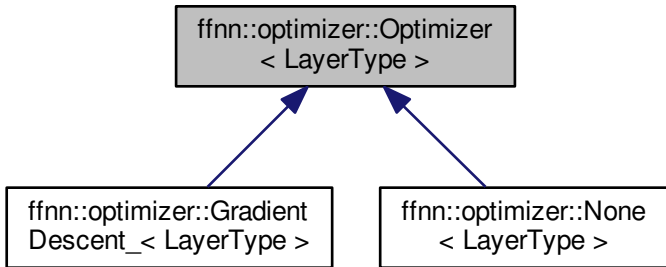 ffnn::optimizer::Optimizer
< LayerType >
ffnn::optimizer::Gradient
Descent_< LayerType >
ffnn::optimizer::None
< LayerType >